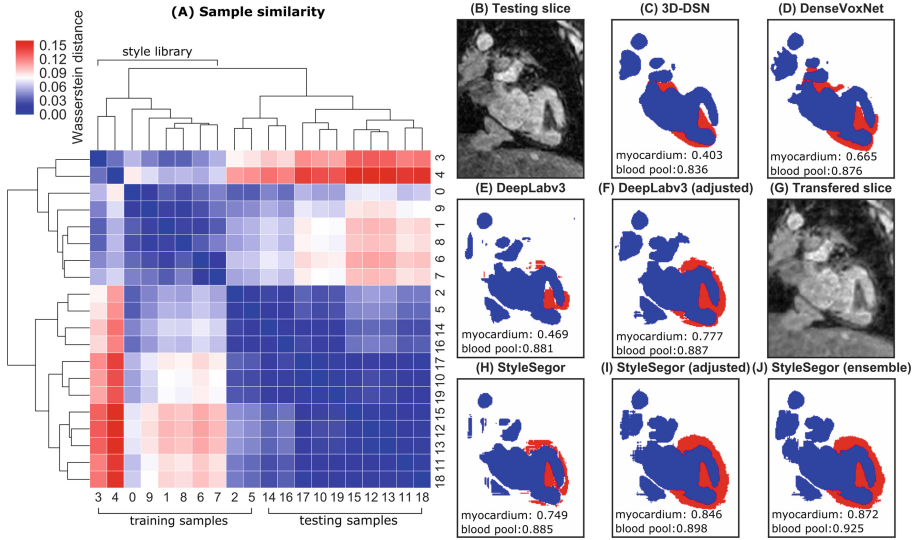 (A) Sample similarity
Wasserstein distance
0.15
0.12
0.09
0.06
0.03
0.00
style library
3
4
0
9
1
8
6
7
2
5
14
16
17
10
19
15
12
13
11
18
3 4 0 9 1 8 6 7 2 5 14 16 17 10 19 15 12 13 11 18
training samples testing samples
(B) Testing slice
(C) 3D-DSN
myocardium: 0.403
blood pool:0.836
(D) DenseVoxNet
myocardium: 0.665
blood pool:0.876
(E) DeepLabv3
myocardium: 0.469
blood pool:0.881
(F) DeepLabv3 (adjusted)
myocardium: 0.777
blood pool:0.887
(G) Transfered slice
(H) StyleSegor
myocardium: 0.749
blood pool:0.885
(I) StyleSegor (adjusted)
myocardium: 0.846
blood pool:0.898
(J) StyleSegor (ensemble)
myocardium: 0.872
blood pool:0.925